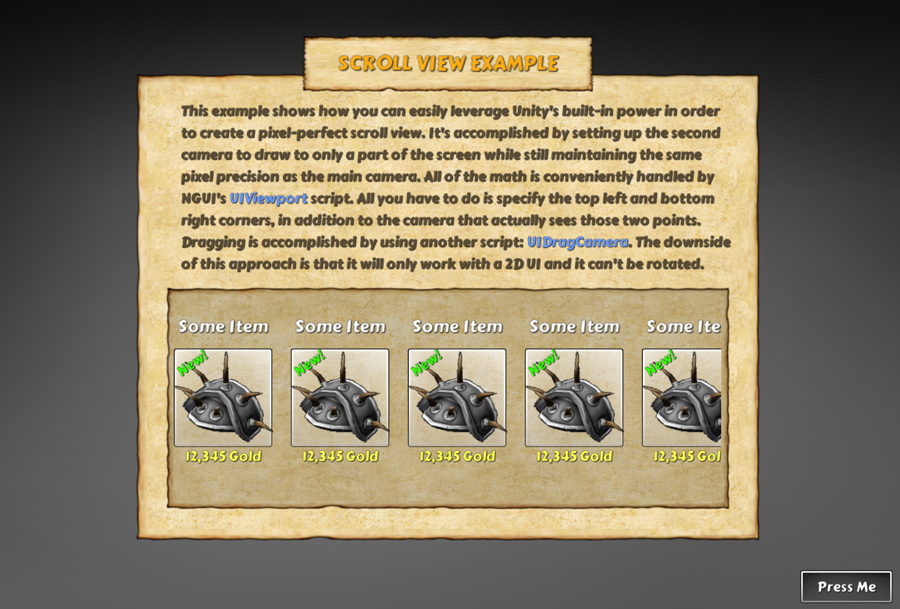 SCROLL VIEW EXAMPLE
This example shows how you can easily leverage Unity's built-in power in order
to create a pixel-perfect scroll view. It's accomplished by setting up the second
camera to draw to only a part of the screen while still maintaining the same
pixel precision as the main camera. All of the math is conveniently handled by
NGUI's UIViewport script. All you have to do is specify the top left and bottom
right corners, in addition to the camera that actually sees those two points.
Dragging is accomplished by using another script: UIDragCamera. The downside
of this approach is that it will only work with a 2D UI and it can't be rotated.
Some Item Some Item Some Item Some Item Some Ite
New! New! New! New! New!
12,345 Gold 12,345 Gold 12,345 Gold 12,345 Gold 12,345 Gol
Press Me